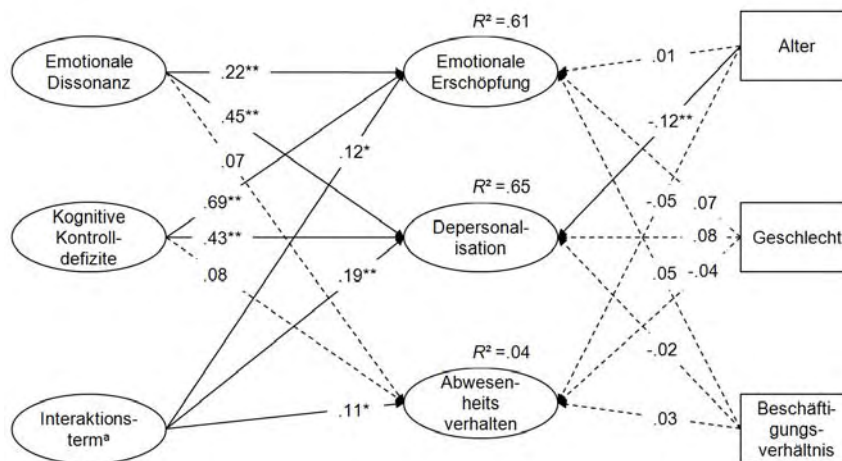 R² =.61
Emotionale
Dissonanz
.22**
Emotionale
Erschöpfung
.01
Alter
.45**
-.12**
.07
.12*
R² =.65
-.05
.07
.69**
Kognitive
Kontroll-
defizite
.43**
Depersonal-
isation
.08
Geschlecht
.08
.19**
.05
-.04
R² =.04
-.02
Interaktions-
termᵃ
.11*
Abwesen-
heits
verhalten
.03
Beschäfti-
gungs-
verhältnis